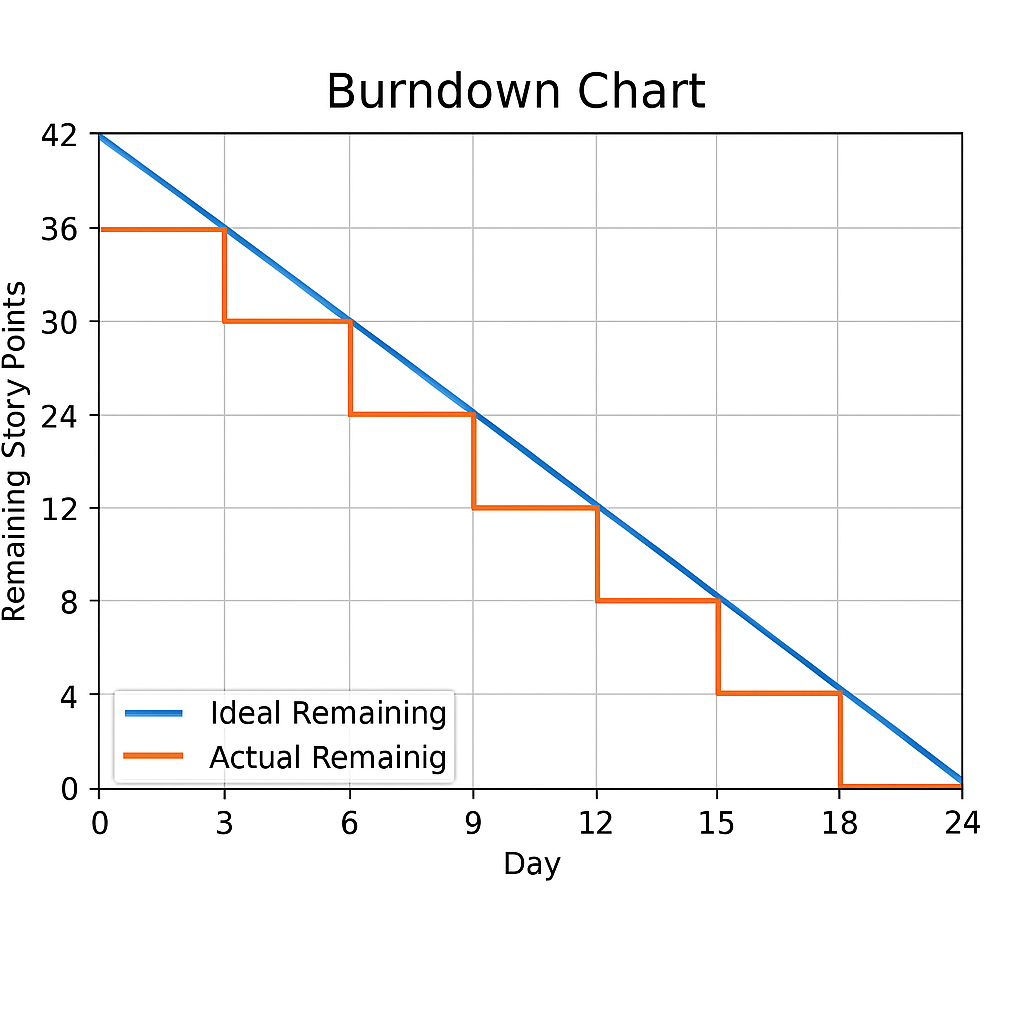 Burndown Chart
42
36
30
24
12
8
4
0
Remaining Story Points
Ideal Remaining
Actual Remainig
0 3 6 9 12 15 18 24
Day